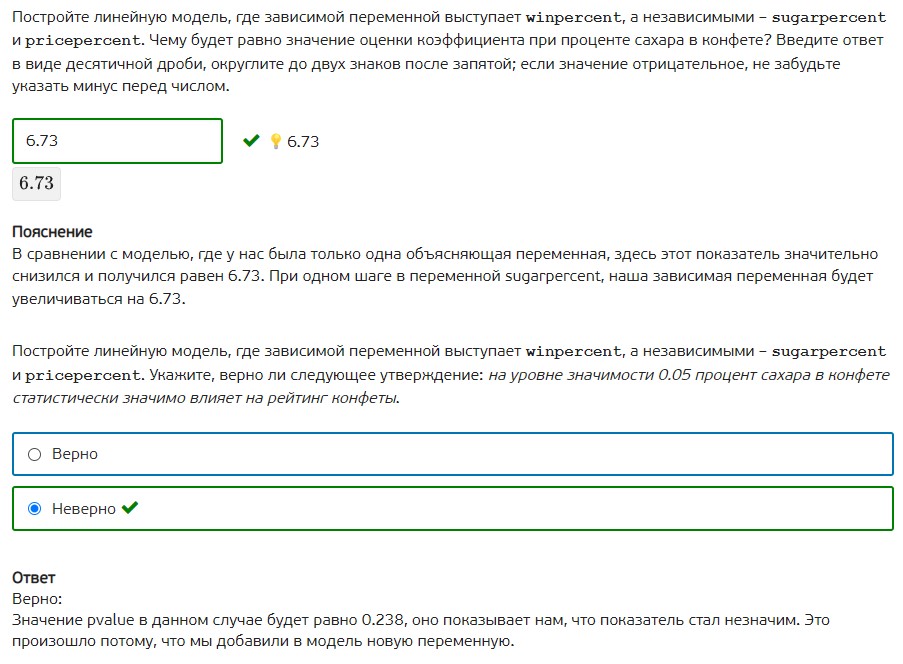 Постройте линейную модель, где зависимой переменной выступает winpercent, а независимыми – sugarpercent
и pricepercent. Чему будет равно значение оценки коэффициента при проценте сахара в конфете? Введите ответ
в виде десятичной дроби, округлите до двух знаков после запятой; если значение отрицательное, не забудьте
указать минус перед числом.
6.73
6.73
6.73
Пояснение
В сравнении с моделью, где у нас была только одна объясняющая переменная, здесь этот показатель значительно
снизился и получился равен 6.73. При одном шаге в переменной sugarpercent, наша зависимая переменная будет
увеличиваться на 6.73.
Постройте линейную модель, где зависимой переменной выступает winpercent, а независимыми – sugarpercent
и pricepercent. Укажите, верно ли следующее утверждение: на уровне значимости 0.05 процент сахара в конфете
статистически значимо влияет на рейтинг конфеты.
Верно
Неверно
Ответ
Верно:
Значение pvalue в данном случае будет равно 0.238, оно показывает нам, что показатель стал незначим. Это
произошло потому, что мы добавили в модель новую переменную.